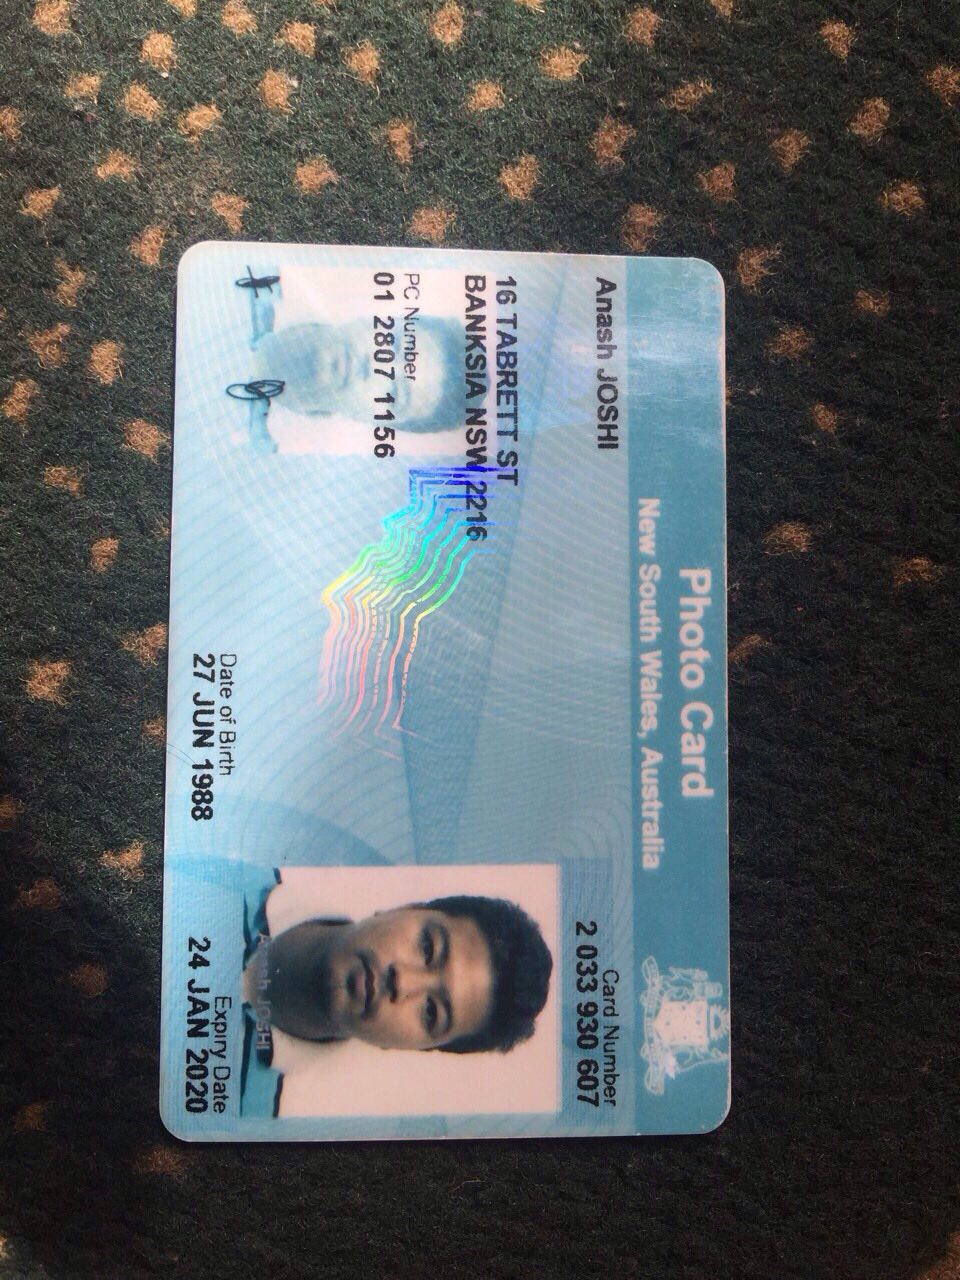 Photo Card
New South Wales, Australia
Anash JOSHI
Card Number
2 033 930 607
16 TABRETT ST
BANKSIA NSW 2216
PC Number
01 2807 1156
Anash JOSHI
Date of Birth
27 JUN 1988
Expiry Date
24 JAN 2020